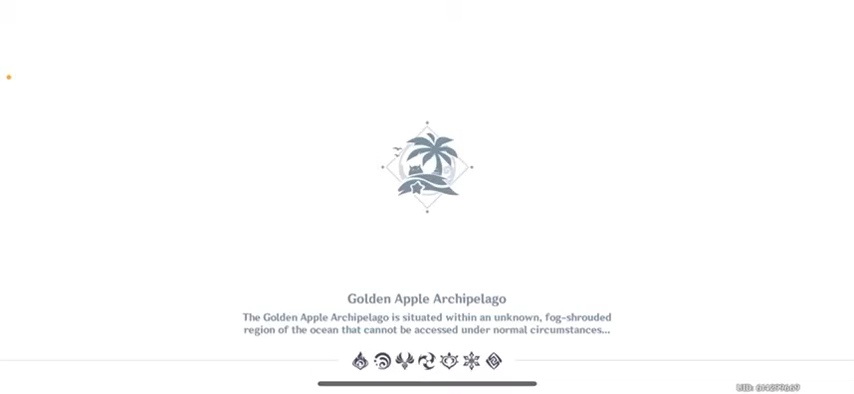 Golden Apple Archipelago
The Golden Apple Archipelago is situated within an unknown, fog-shrouded
region of the ocean that cannot be accessed under normal circumstances...
UID: